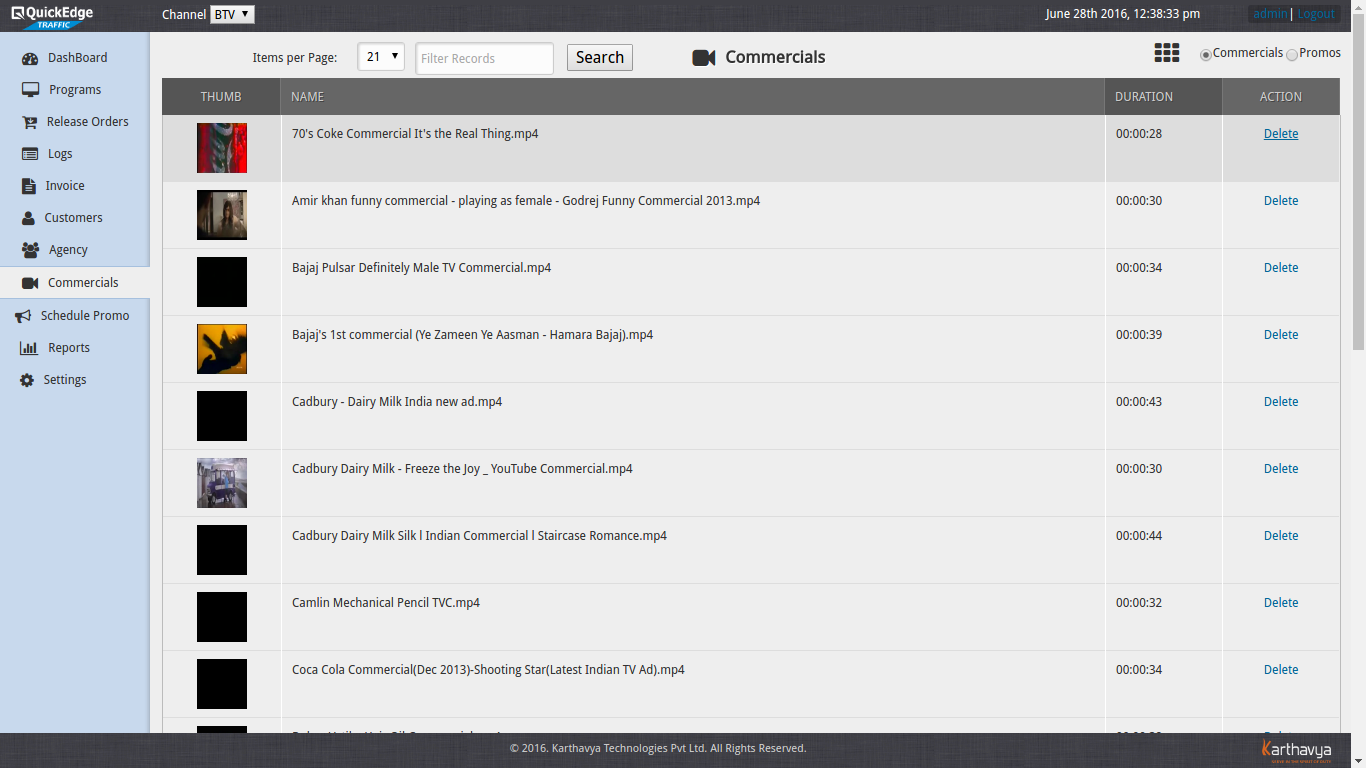 QuickEdge
TRAFFIC
Channel BTV
June 28th 2016, 12:38:33 pm
admin | Logout
DashBoard
Programs
Release Orders
Logs
Invoice
Customers
Agency
Commercials
Schedule Promo
Reports
Settings
Items per Page: 21 Filter Records Search Commercials Commercials Promos
THUMB NAME DURATION ACTION
70's Coke Commercial It's the Real Thing.mp4 00:00:28 Delete
Amir khan funny commercial - playing as female - Godrej Funny Commercial 2013.mp4 00:00:30 Delete
Bajaj Pulsar Definitely Male TV Commercial.mp4 00:00:34 Delete
Bajaj's 1st commercial (Ye Zameen Ye Aasman - Hamara Bajaj).mp4 00:00:39 Delete
Cadbury - Dairy Milk India new ad.mp4 00:00:43 Delete
Cadbury Dairy Milk - Freeze the Joy _ YouTube Commercial.mp4 00:00:30 Delete
Cadbury Dairy Milk Silk l Indian Commercial l Staircase Romance.mp4 00:00:44 Delete
Camlin Mechanical Pencil TVC.mp4 00:00:32 Delete
Coca Cola Commercial(Dec 2013)-Shooting Star(Latest Indian TV Ad).mp4 00:00:34 Delete
© 2016. Karthavya Technologies Pvt Ltd. All Rights Reserved.
Karthavya